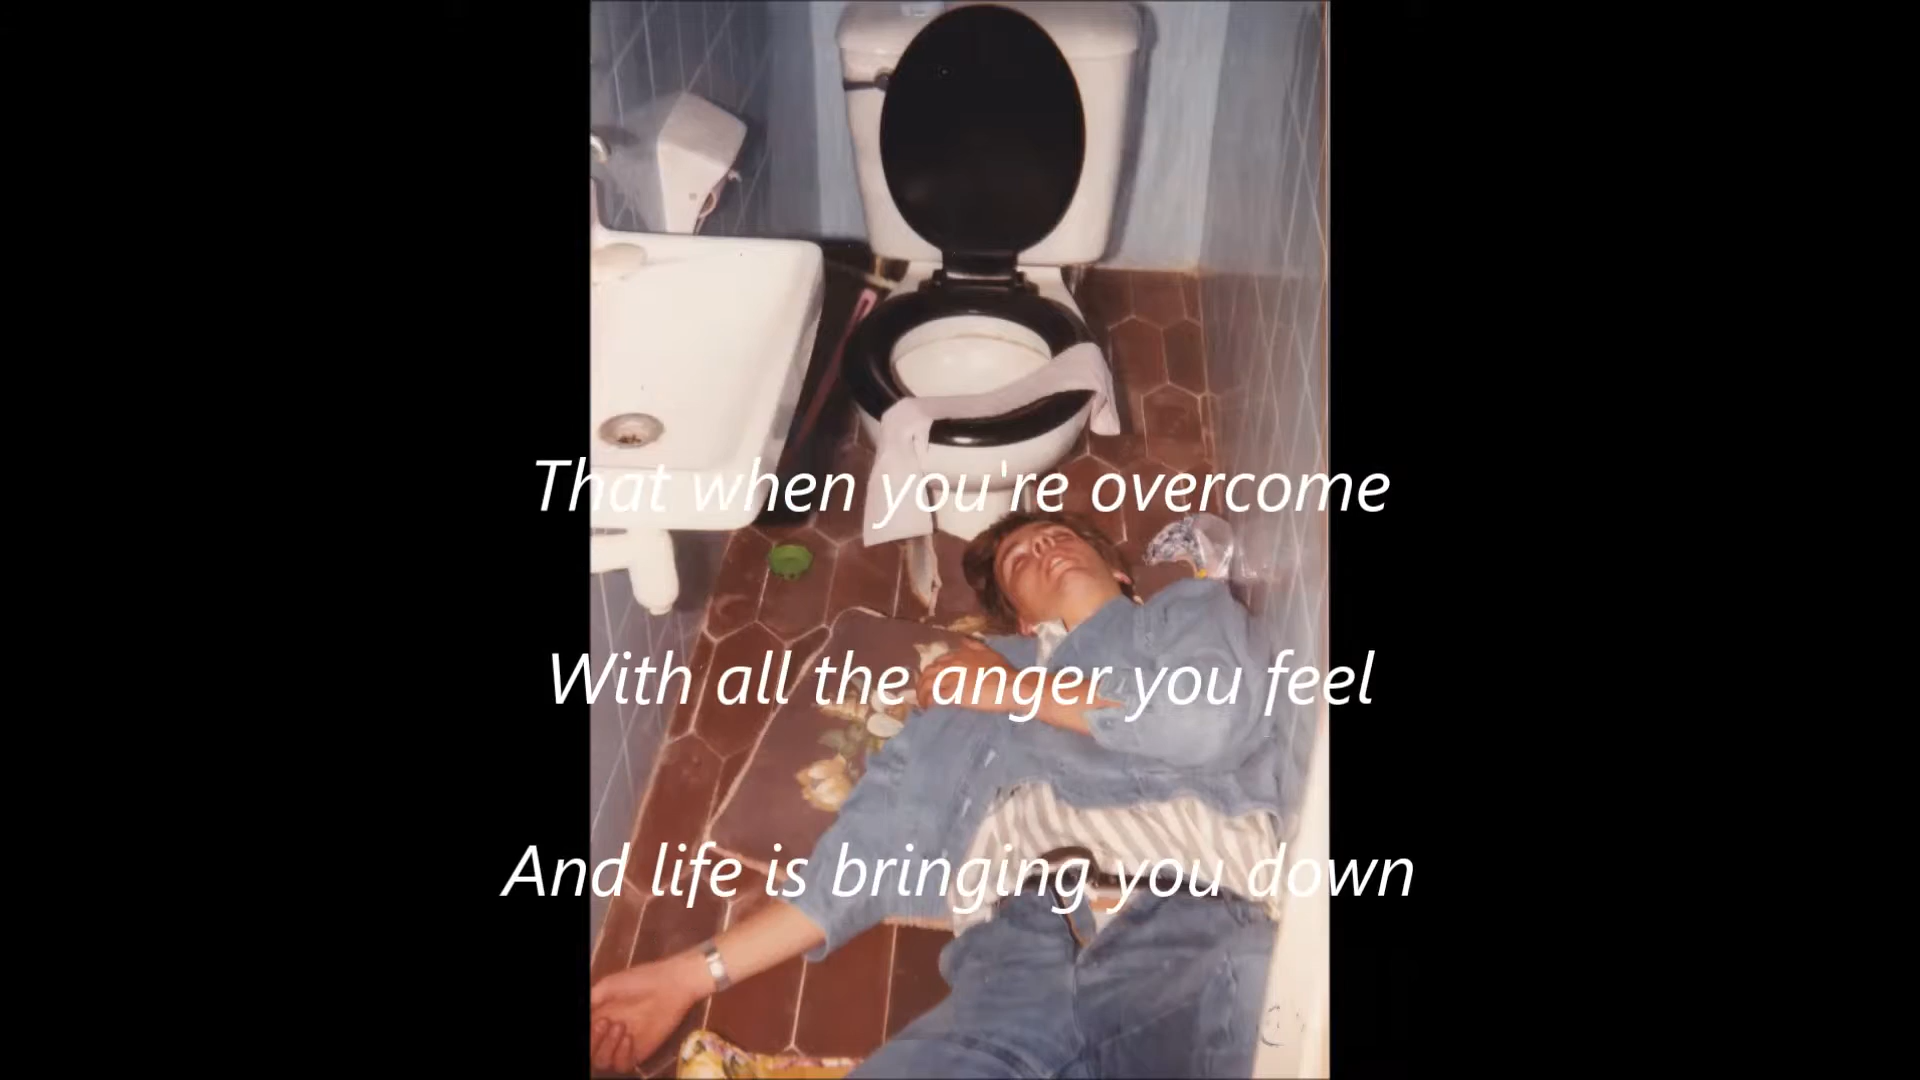 That when you're overcome
With all the anger you feel
And life is bringing you down